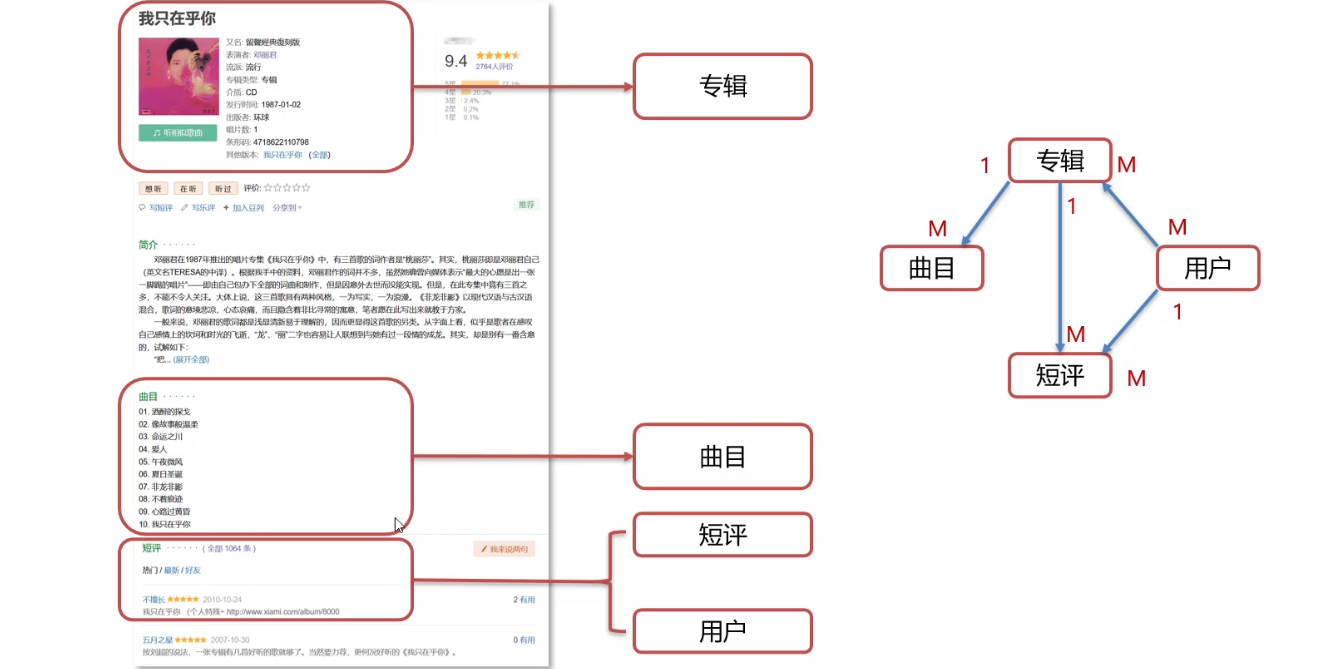 我只在乎你
又名: 留聲經典復刻版
表演者: 邓丽君
流派: 流行
专辑类型: 专辑
介质: CD
发行时间: 1987-01-02
出版者: 环球
唱片数: 1
条形码: 4718622110798
其他版本: 我只在乎你 (全部)
听相似歌曲
9.4
2764人评价
5星 77.1%
4星 20.3%
3星 2.4%
2星 0.2%
1星 0.1%
想听 在听 听过 评价:
写短评 写乐评 + 加入豆列 分享到
推荐
简介 · · · · · ·
邓丽君在1987年推出的唱片专集《我只在乎你》中，有三首歌的词作者是“桃丽莎”。其实，桃丽莎即是邓丽君自己
（英文名TERESA的中译）。根据我手中的资料，邓丽君作的词并不多，虽然她确曾向媒体表示“最大的心愿是出一张
一脚踢的唱片”——即由自己包办下全部的词曲和制作，但是因意外去世而没能实现。但是，在此专集中竟有三首之
多，不能不令人关注。大体上说，这三首歌具有两种风格，一为写实，一为浪漫。《非龙非彲》以现代汉语与古汉语
混合，歌词的意境悲凉，心态哀痛，而且隐含着非比寻常的寓意，笔者愿在此写出来就教于方家。
一般来说，邓丽君的歌词都是浅显清新易于理解的，因而更显得这首歌的另类。从字面上看，似乎是歌者在感叹
自己感情上的坎坷和时光的飞逝，“龙”、“丽”二字也容易让人联想到与她有过一段情的成龙。其实，却是别有一番含意
的，试解如下：
“把... (展开全部)
曲目 · · · · · ·
01. 酒醉的探戈
02. 像故事般温柔
03. 命运之川
04. 爱人
05. 午夜微风
06. 夏日圣诞
07. 非龙非彲
08. 不着痕迹
09. 心路过黄昏
10. 我只在乎你
短评 · · · · · · ( 全部 1064 条 )
我来说两句
热门 / 最新 / 好友
不擅长 2010-10-24
2 有用
我只在乎你 （个人特殊~ http://www.xiami.com/album/8000
五月之星 2007-10-30
0 有用
按刘超的说法，一张专辑有几首好听的歌就够了。当然要力荐，更何况好听的《我只在乎你》。
专辑
曲目
短评
用户
1
专辑
M
1
M
M
曲目
用户
1
M
短评
M